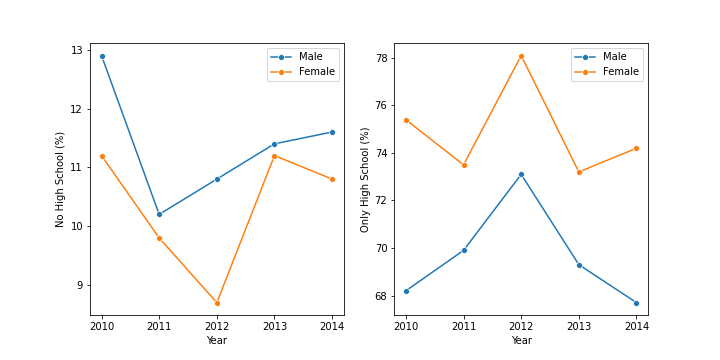 No High School (%)
13
12
11
10
9
Male
Female
2010 2011 2012 2013 2014
Year
Only High School (%)
78
76
74
72
70
68
Male
Female
2010 2011 2012 2013 2014
Year